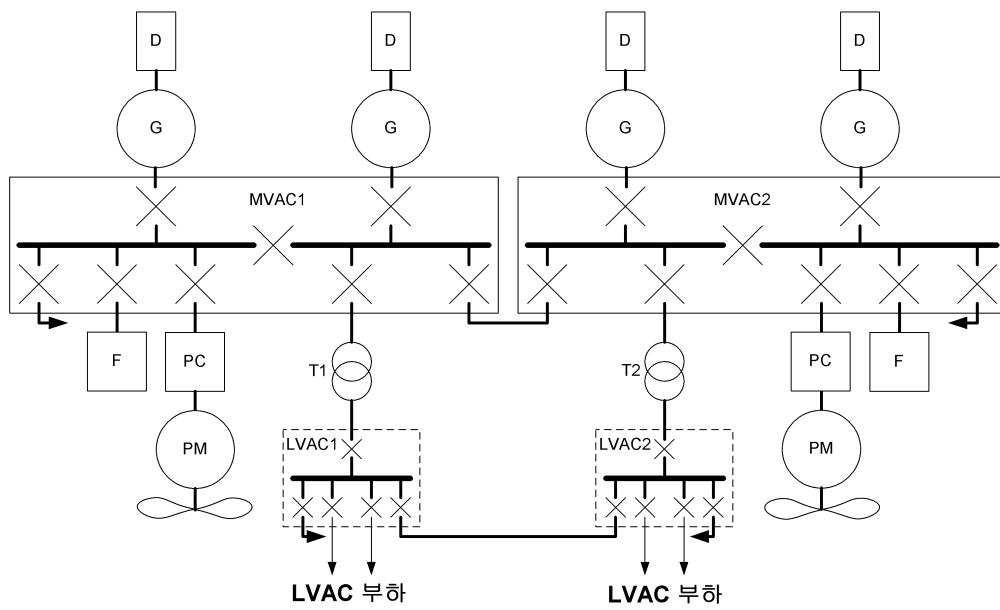 D D D D
G G G G
MVAC1 MVAC2
F PC T1 T2 PC F
PM LVAC1 LVAC2 PM
LVAC 부하 LVAC 부하